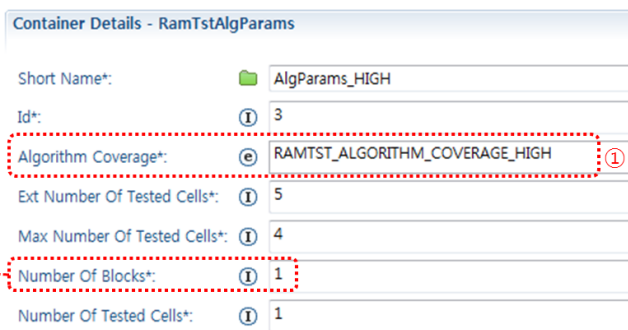 Container Details - RamTstAlgParams
Short Name*: AlgParams_HIGH
Id*: I 3
Algorithm Coverage*: e RAMTST_ALGORITHM_COVERAGE_HIGH ①
Ext Number Of Tested Cells*: I 5
Max Number Of Tested Cells*: I 4
Number Of Blocks*: I 1
Number Of Tested Cells*: I 1